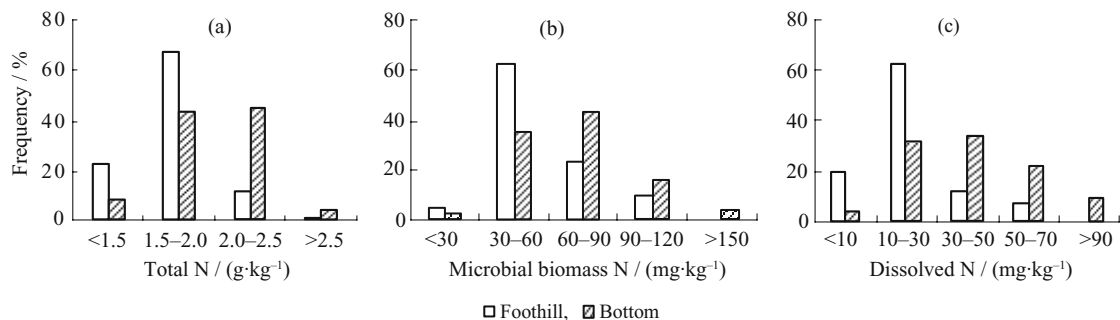 (a) (b) (c)
Frequency / %
80 80 80
60 60 60
40 40 40
20 20 20
0 0 0
<1.5 1.5–2.0 2.0–2.5 >2.5 <30 30–60 60–90 90–120 >150 <10 10–30 30–50 50–70 >90
Total N / (g·kg⁻¹) Microbial biomass N / (mg·kg⁻¹) Dissolved N / (mg·kg⁻¹)
Foothill, Bottom